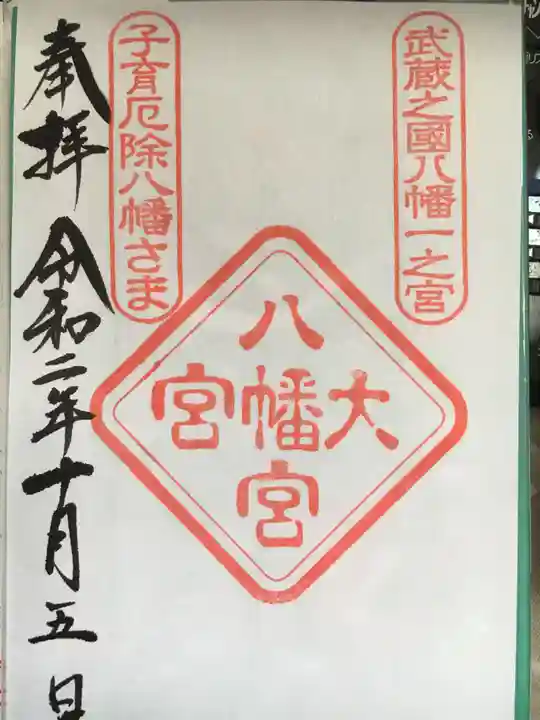 武蔵之國八幡一之宮
大
八幡宮
宮
子育厄除八幡さま
奉拝 令和二年十月五日